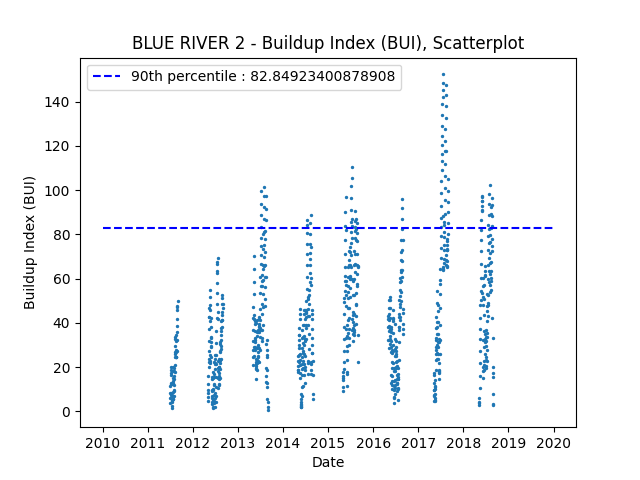 BLUE RIVER 2 - Buildup Index (BUI), Scatterplot
90th percentile : 82.84923400878908
Buildup Index (BUI)
140
120
100
80
60
40
20
0
2010 2011 2012 2013 2014 2015 2016 2017 2018 2019 2020
Date